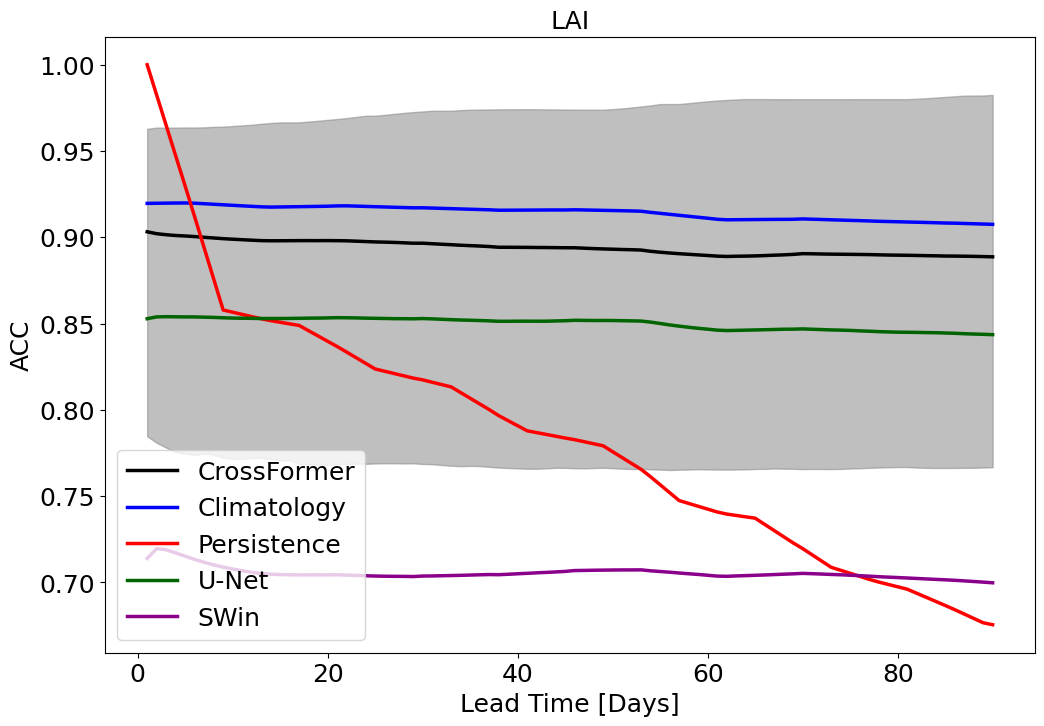 LAI
1.00
0.95
0.90
0.85
0.80
0.75
0.70
ACC
CrossFormer
Climatology
Persistence
U-Net
SWin
0 20 40 60 80
Lead Time [Days]